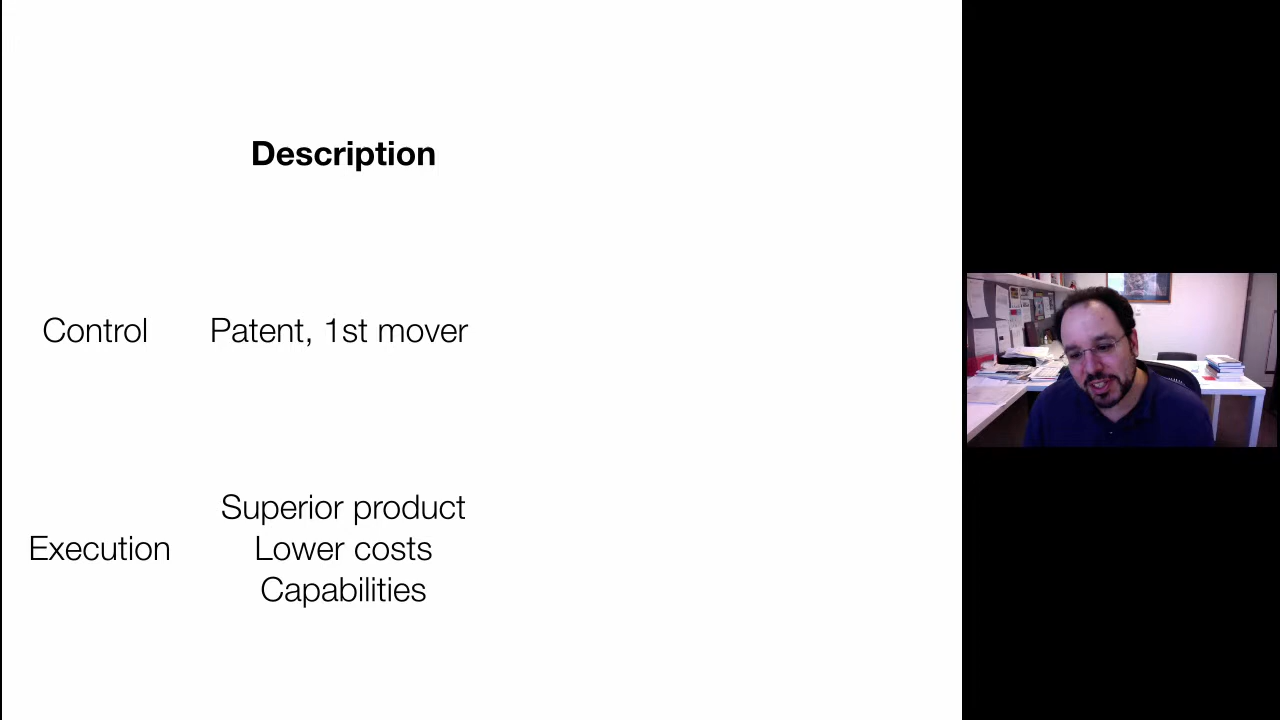 Description
Control Patent, 1st mover
Superior product
Execution Lower costs
Capabilities